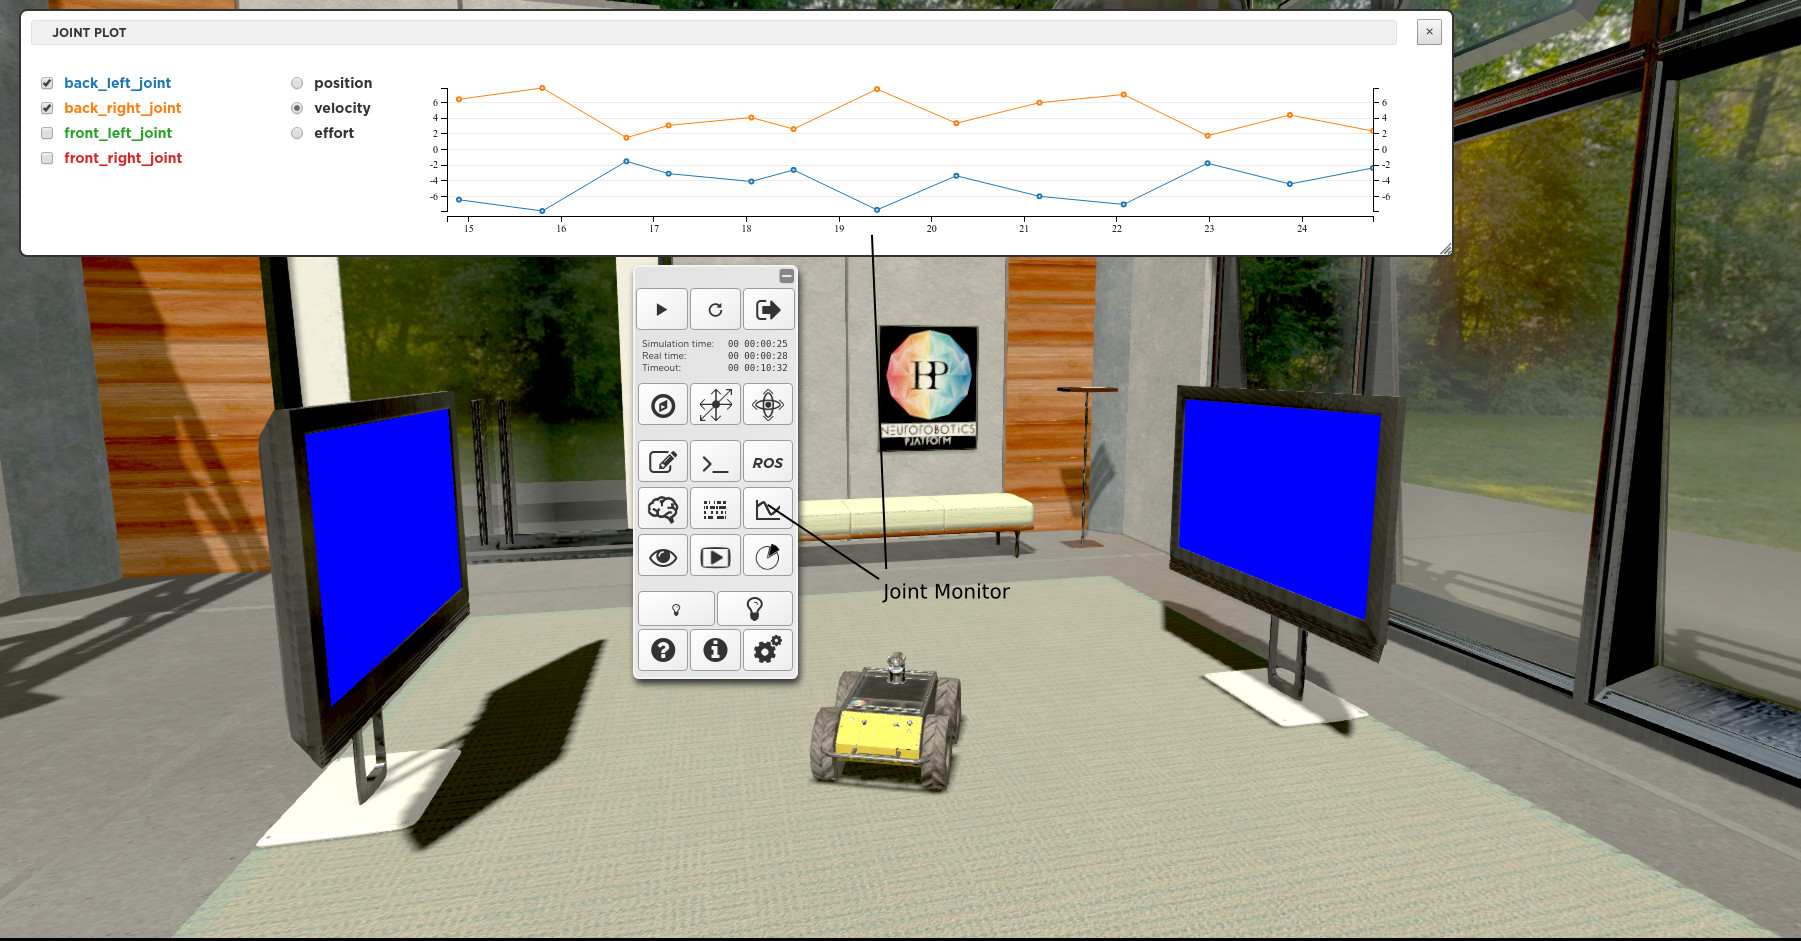 JOINT PLOT
×
back_left_joint
back_right_joint
front_left_joint
front_right_joint
position
velocity
effort
6
4
2
0
-2
-4
-6
6
4
2
0
-2
-4
-6
15 16 17 18 19 20 21 22 23 24
Simulation time: 00 00:00:25
Real time: 00 00:00:28
Timeout: 00 00:10:32
ROS
HP
NEUROROBOTICS
PLATFORM
Joint Monitor